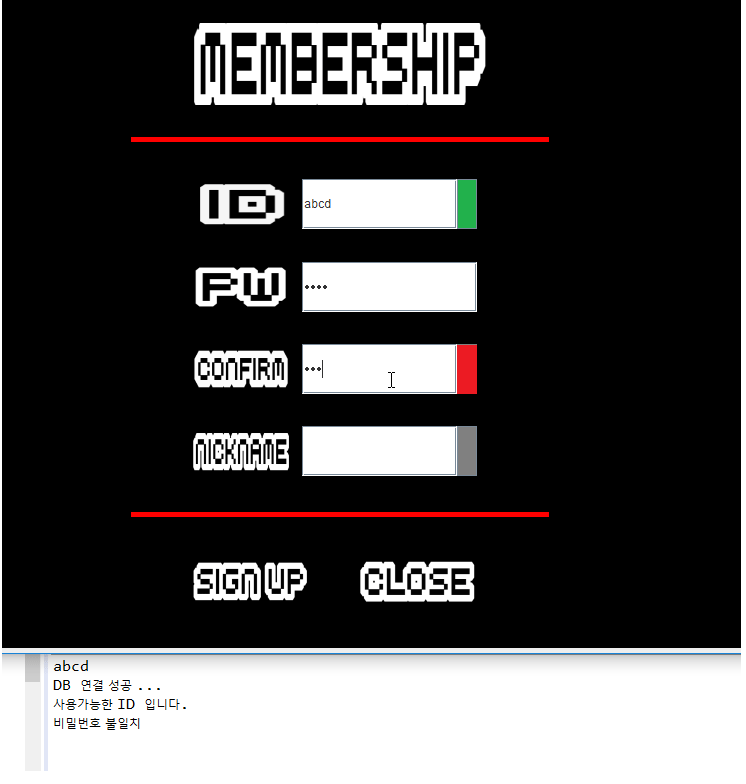 MEMBERSHIP
ID abcd
PW ••••
CONFIRM •••
NICKNAME
SIGN UP CLOSE
abcd
DB 연결 성공 ...
사용가능한 ID 입니다.
비밀번호 불일치